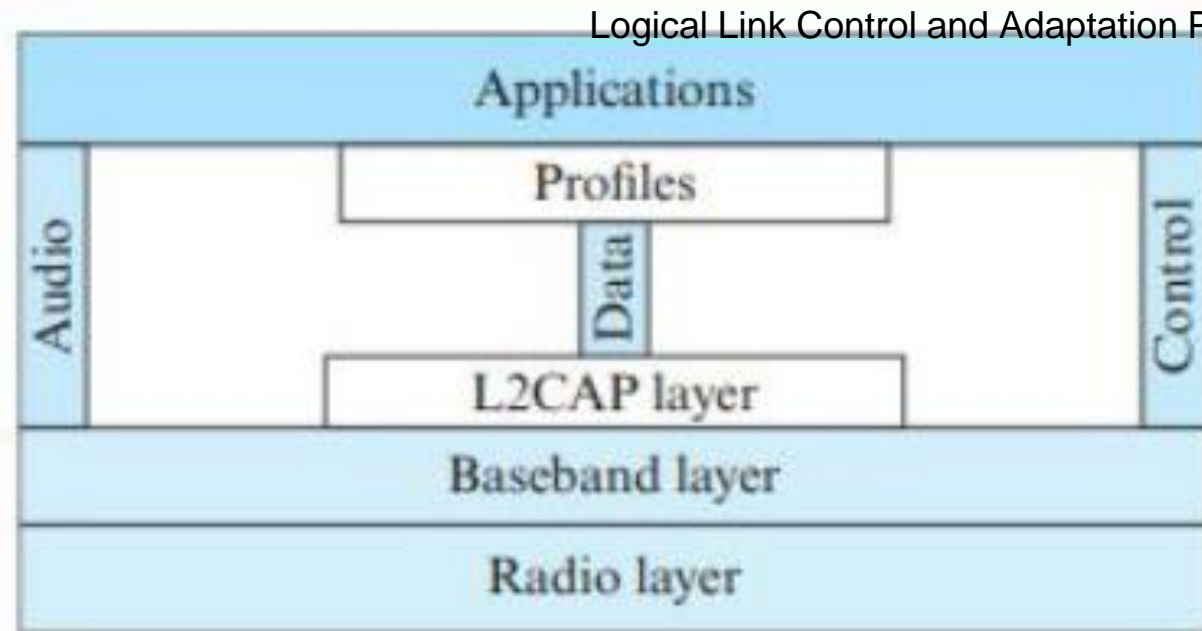 Logical Link Control and Adaptation P
Applications
Profiles
Audio
Data
Control
L2CAP layer
Baseband layer
Radio layer